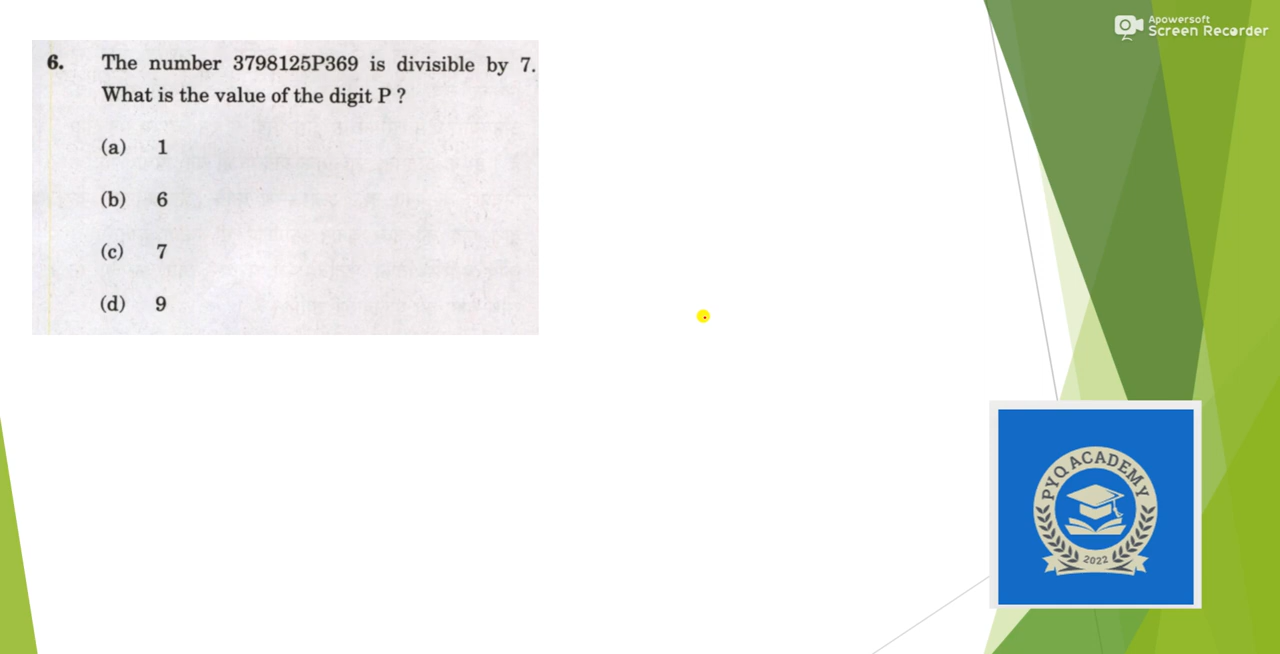 Apowersoft
Screen Recorder
6. The number 3798125P369 is divisible by 7.
What is the value of the digit P ?
(a) 1
(b) 6
(c) 7
(d) 9
PYQ ACADEMY
2022